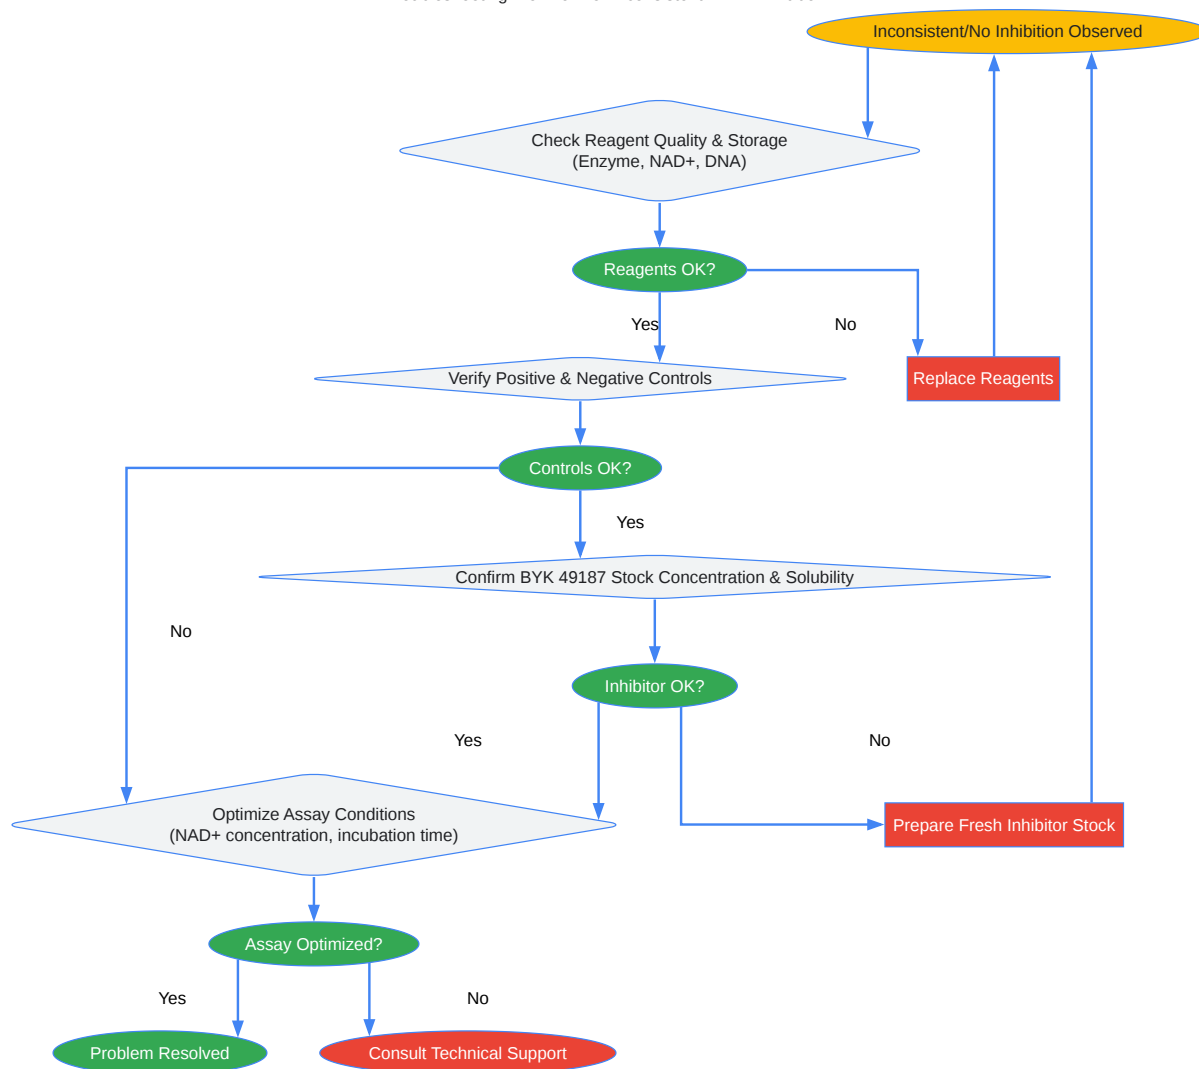 Inconsistent/No Inhibition Observed
Check Reagent Quality & Storage
(Enzyme, NAD+, DNA)
Reagents OK?
Yes
No
Verify Positive & Negative Controls
Replace Reagents
Controls OK?
Yes
Confirm BYK 49187 Stock Concentration & Solubility
No
Inhibitor OK?
Yes
No
Optimize Assay Conditions
(NAD+ concentration, incubation time)
Prepare Fresh Inhibitor Stock
Assay Optimized?
Yes
No
Problem Resolved
Consult Technical Support